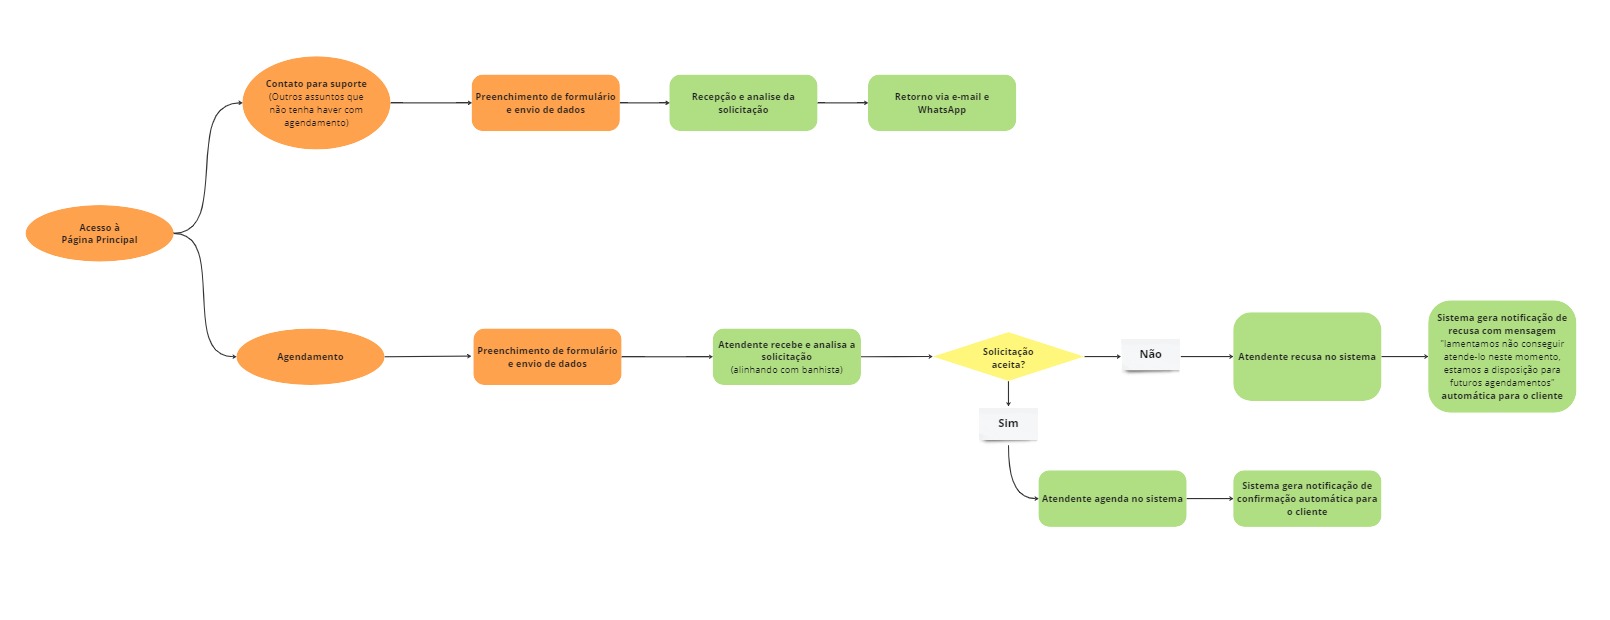 Contato para suporte
(Outros assuntos que
não tenha haver com
agendamento)
Preenchimento de formulário
e envio de dados
Recepção e analise da
solicitação
Retorno via e-mail e
WhatsApp
Acesso à
Página Principal
Agendamento
Preenchimento de formulário
e envio de dados
Atendente recebe e analisa a
solicitação
(alinhando com banhista)
Solicitação
aceita?
Não
Atendente recusa no sistema
Sistema gera notificação de
recusa com mensagem
"lamentamos não conseguir
atende-lo neste momento,
estamos a disposição para
futuros agendamentos"
automática para o cliente
Sim
Atendente agenda no sistema
Sistema gera notificação de
confirmação automática para
o cliente